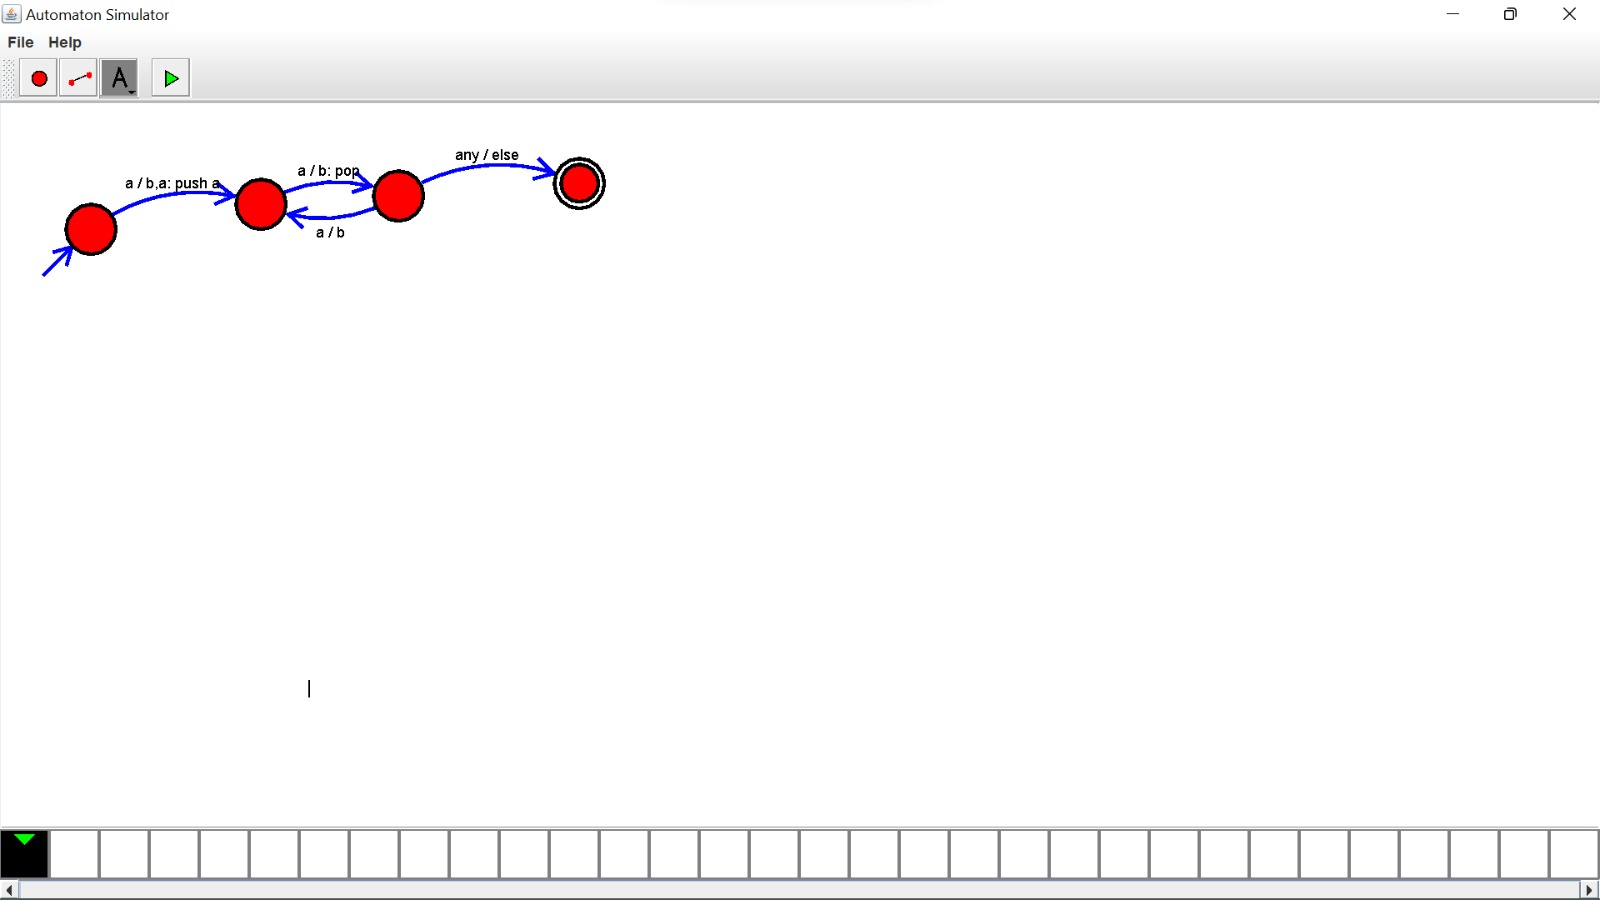 Automaton Simulator
File Help
A
any / else
a / b: pop
a / b,a: push a
a / b